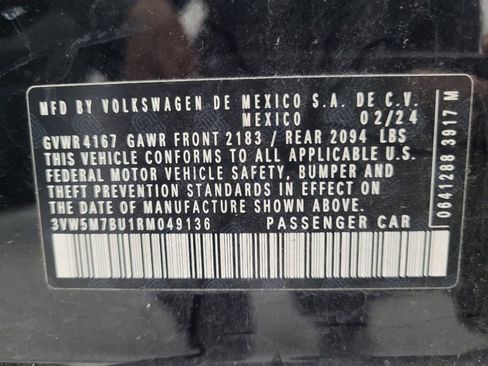 MFD BY VOLKSWAGEN DE MEXICO S.A. DE C.V.
MEXICO 02/24
GVWR 4167 GAWR FRONT 2183 / REAR 2094 LBS
THIS VEHICLE CONFORMS TO ALL APPLICABLE U.S.
FEDERAL MOTOR VEHICLE SAFETY, BUMPER AND
THEFT PREVENTION STANDARDS IN EFFECT ON
THE DATE OF MANUFACTURE SHOWN ABOVE.
3VW5M7BU1RM049136 PASSENGER CAR
0641288 3917 M